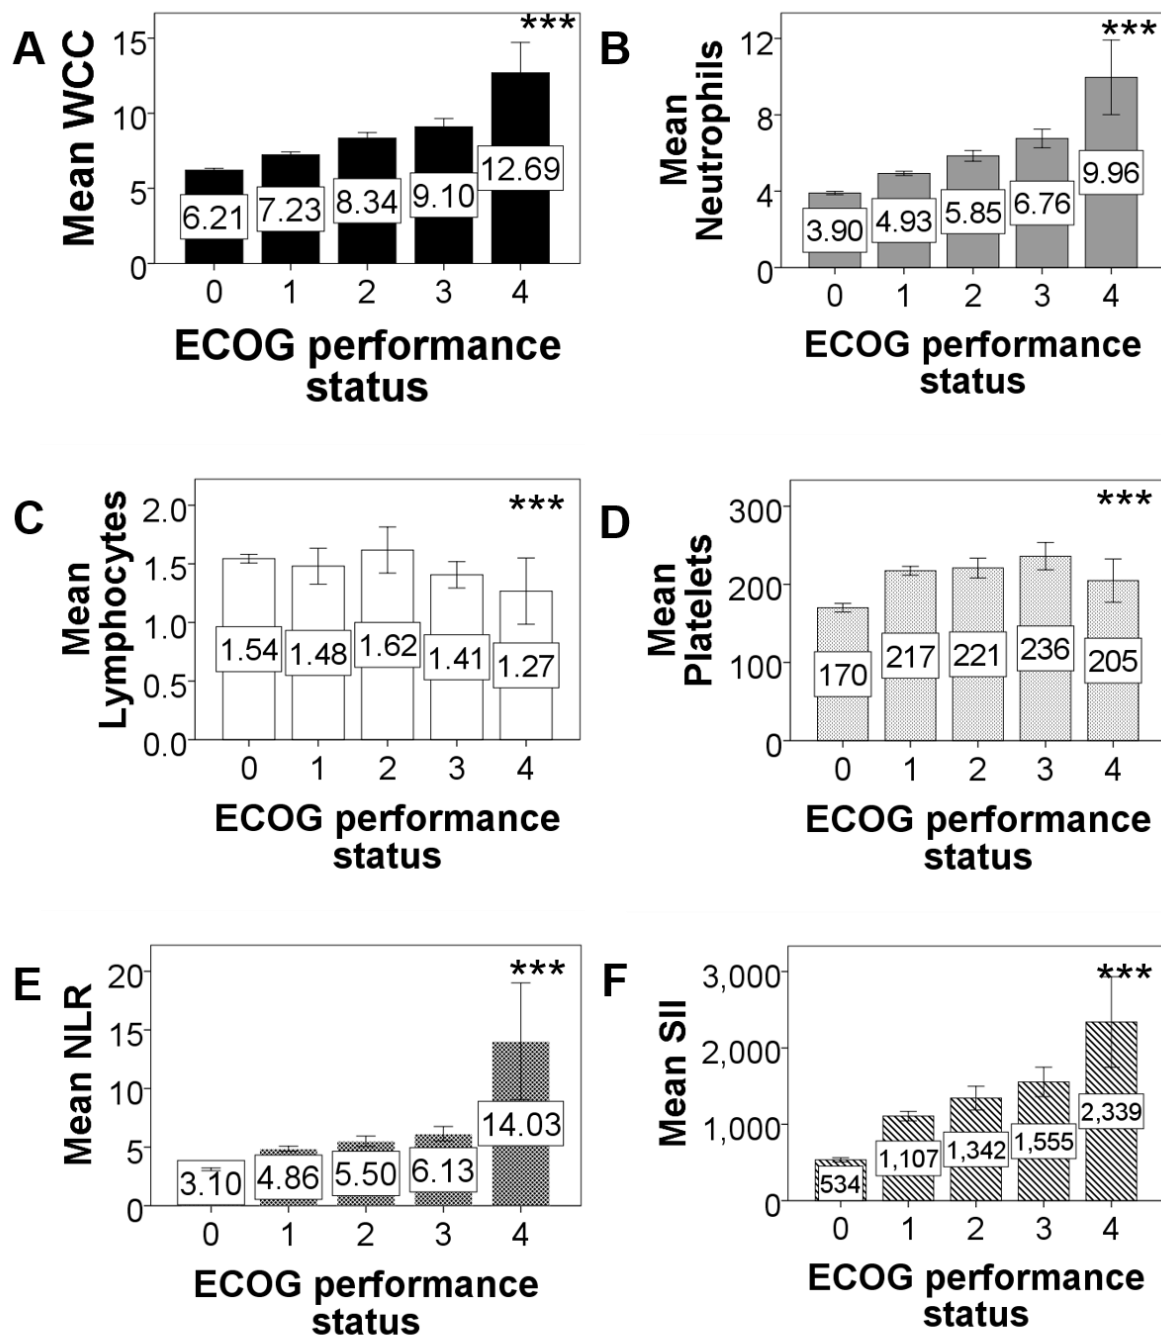 A
Mean WCC
15
10
5
0
***
6.21
7.23
8.34
9.10
12.69
0 1 2 3 4
ECOG performance
status
B
Mean
Neutrophils
12
8
4
0
***
3.90
4.93
5.85
6.76
9.96
0 1 2 3 4
ECOG performance
status
C
Mean
Lymphocytes
2.0
1.5
1.0
0.5
0.0
***
1.54
1.48
1.62
1.41
1.27
0 1 2 3 4
ECOG performance
status
D
Mean
Platelets
300
200
100
0
***
170
217
221
236
205
0 1 2 3 4
ECOG performance
status
E
Mean NLR
20
15
10
5
0
***
3.10
4.86
5.50
6.13
14.03
0 1 2 3 4
ECOG performance
status
F
Mean SII
3,000
2,000
1,000
0
***
534
1,107
1,342
1,555
2,339
0 1 2 3 4
ECOG performance
status